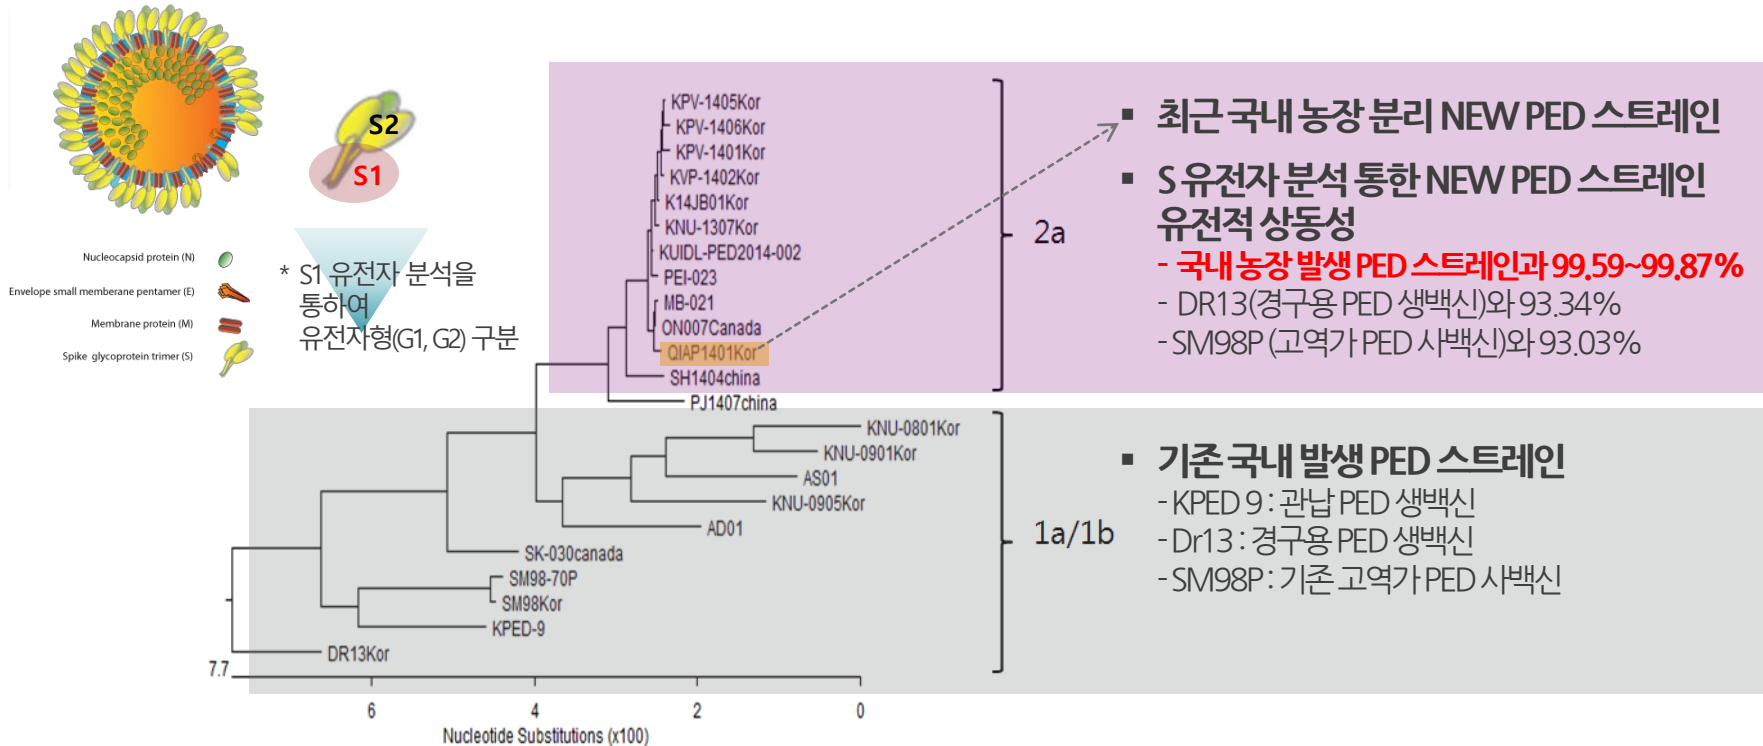 S2
S1
Nucleocapsid protein (N)
Envelope small memberane pentamer (E)
Membrane protein (M)
Spike glycoprotein trimer (S)
* S1 유전자 분석을
통하여
유전자형(G1, G2) 구분
KPV-1405Kor
KPV-1406Kor
KPV-1401Kor
KVP-1402Kor
K14JB01Kor
KNU-1307Kor
KUIDL-PED2014-002
PEI-023
MB-021
ON007Canada
QIAP1401Kor
SH1404china
PJ1407china
KNU-0801Kor
KNU-0901Kor
AS01
KNU-0905Kor
AD01
SK-030canada
SM98-70P
SM98Kor
KPED-9
DR13Kor
7.7
6 4 2 0
Nucleotide Substitutions (x100)
2a
1a/1b
▪ 최근 국내 농장 분리 NEW PED 스트레인
▪ S 유전자 분석 통한 NEW PED 스트레인
유전적 상동성
- 국내 농장 발생 PED 스트레인과 99.59~99.87%
- DR13(경구용 PED 생백신)와 93.34%
- SM98P (고역가 PED 사백신)와 93.03%
▪ 기존 국내 발생 PED 스트레인
- KPED 9 : 관납 PED 생백신
- Dr13 : 경구용 PED 생백신
- SM98P : 기존 고역가 PED 사백신